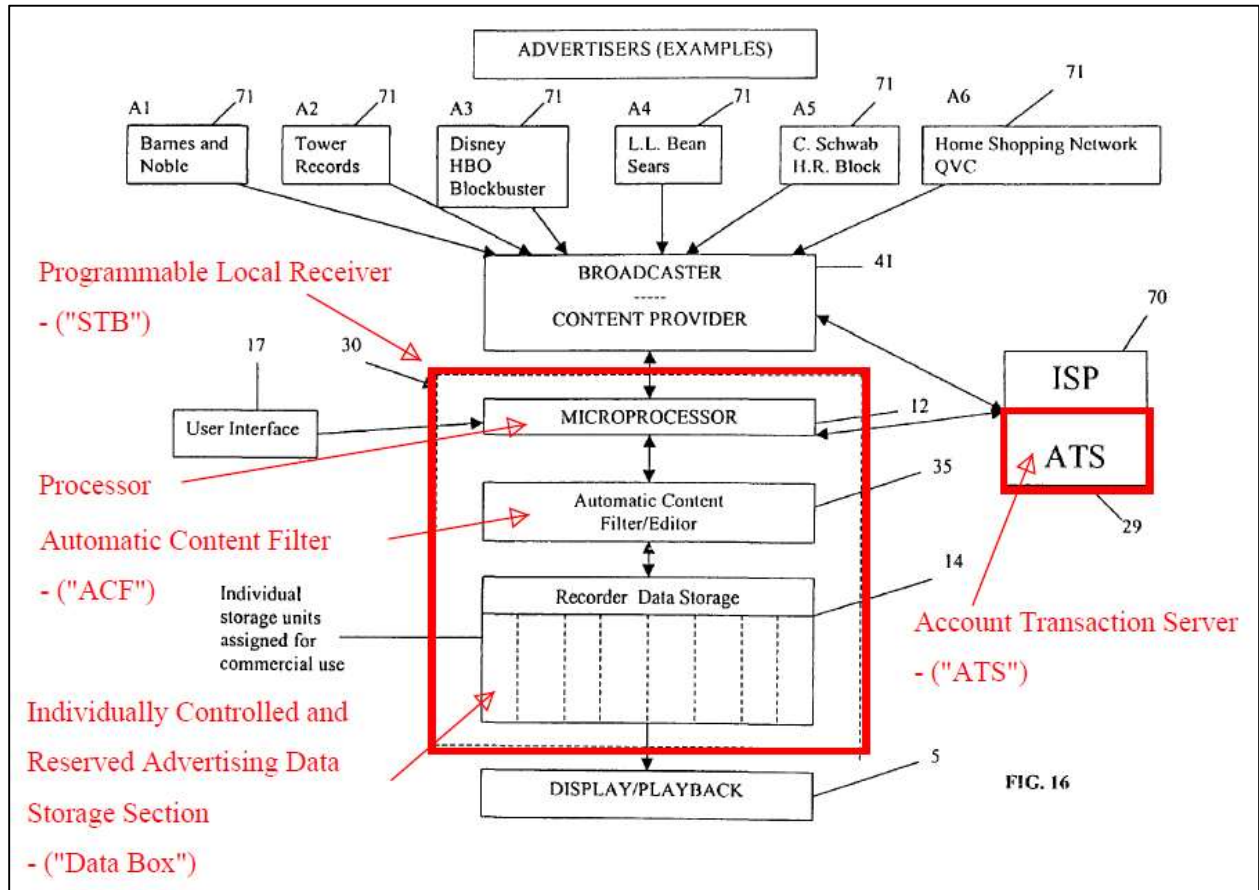 ADVERTISERS (EXAMPLES)
A1
71
A2
71
A3
71
A4
71
A5
71
A6
71
Barnes and
Noble
Tower
Records
Disney
HBO
Blockbuster
L.L. Bean
Sears
C. Schwab
H.R. Block
Home Shopping Network
QVC
Programmable Local Receiver
- ("STB")
BROADCASTER
-----
CONTENT PROVIDER
41
17
30
70
ISP
User Interface
MICROPROCESSOR
12
ATS
29
Processor
Automatic Content Filter
- ("ACF")
Automatic Content
Filter/Editor
35
14
Individual
storage units
assigned for
commercial use
Recorder Data Storage
Account Transaction Server
- ("ATS")
Individually Controlled and
Reserved Advertising Data
Storage Section
- ("Data Box")
DISPLAY/PLAYBACK
5
FIG. 16